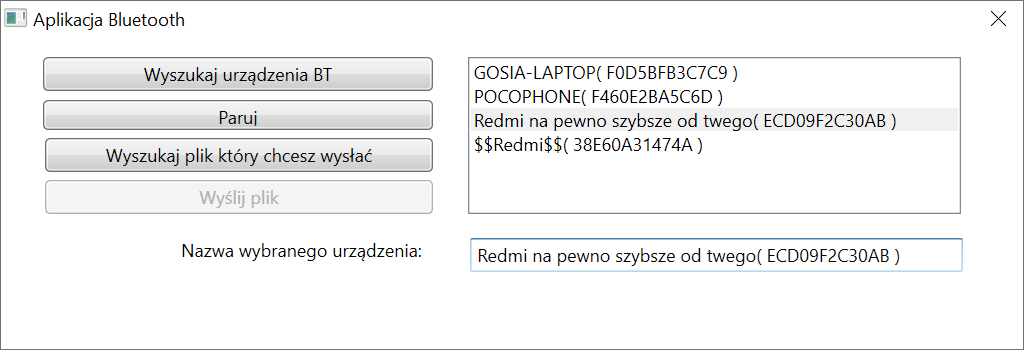 Aplikacja Bluetooth
Wyszukaj urządzenia BT
Paruj
Wyszukaj plik który chcesz wysłać
Wyślij plik
GOSIA-LAPTOP( F0D5BFB3C7C9 )
POCOPHONE( F460E2BA5C6D )
Redmi na pewno szybsze od twego( ECD09F2C30AB )
$$Redmi$$( 38E60A31474A )
Nazwa wybranego urządzenia:
Redmi na pewno szybsze od twego( ECD09F2C30AB )